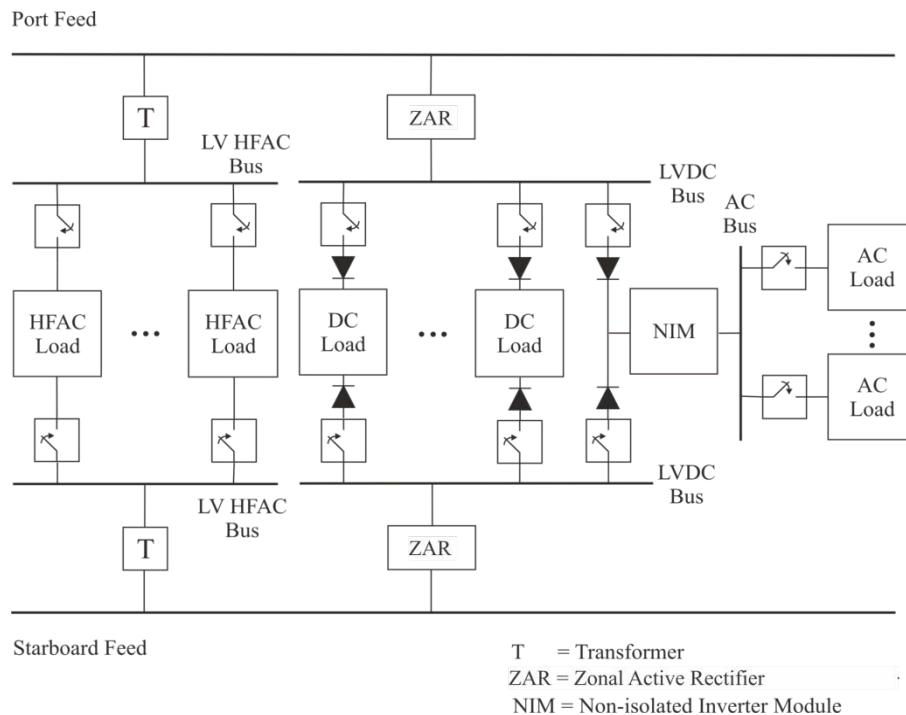 Port Feed
T
ZAR
LV HFAC
Bus
LVDC
Bus
AC
Bus
HFAC
Load
HFAC
Load
DC
Load
DC
Load
NIM
AC
Load
AC
Load
LV HFAC
Bus
LVDC
Bus
T
ZAR
Starboard Feed
T = Transformer
ZAR = Zonal Active Rectifier
NIM = Non-isolated Inverter Module